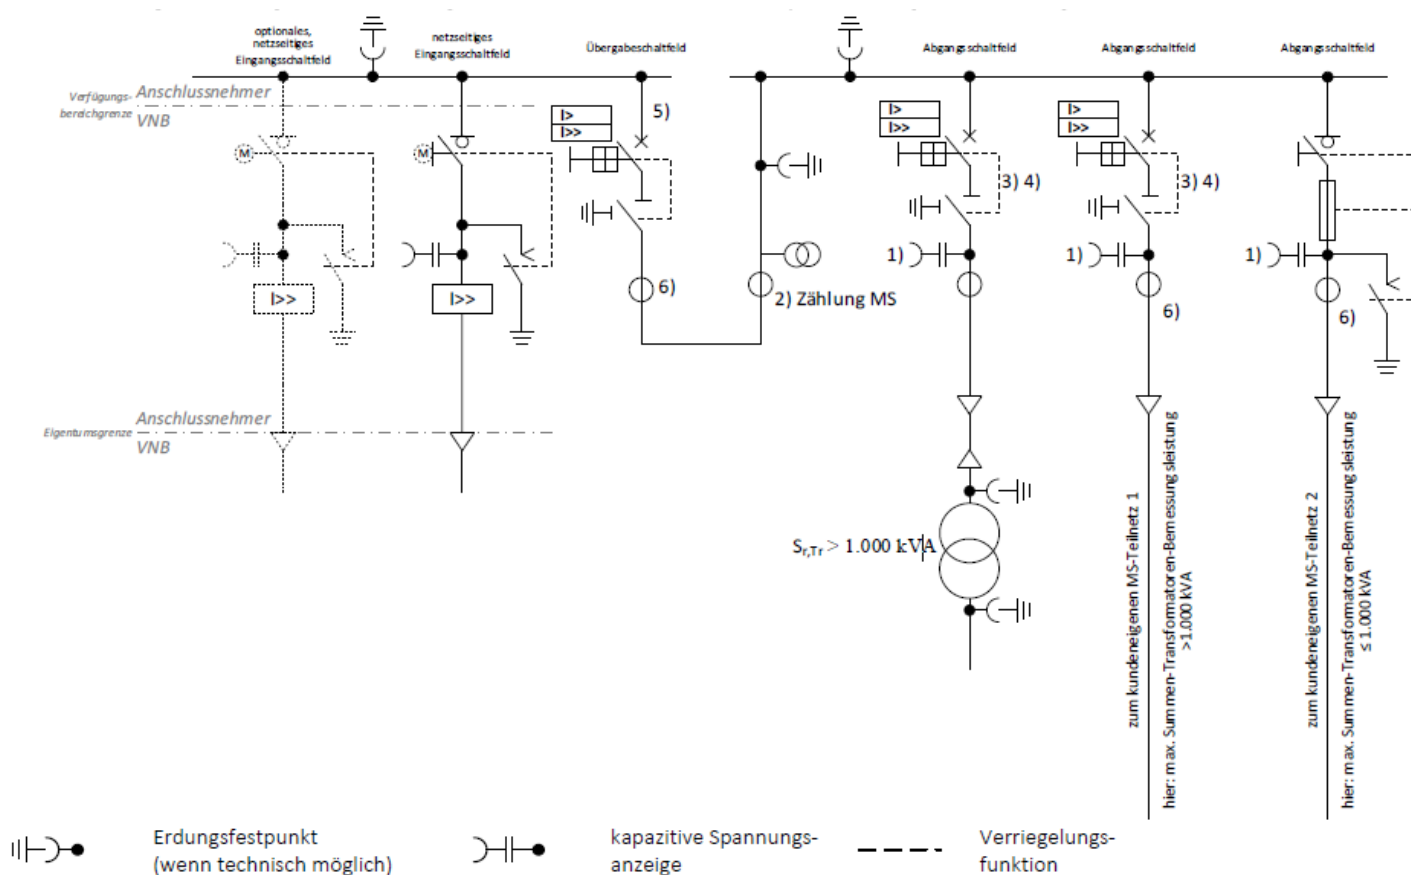 optionales,
netzseitiges
Eingangsschaltfeld
netzseitiges
Eingangsschaltfeld
Übergabeschaltfeld
Abgangsschaltfeld
Abgangsschaltfeld
Abgangsschaltfeld
Verfügungs-
bereichgrenze
Anschlussnehmer
VNB
5)
I>
I>>
I>
I>>
I>
I>>
M
M
3) 4)
3) 4)
1)
1)
1)
I>>
I>>
6)
2) Zählung MS
6)
6)
Eigentumsgrenze
Anschlussnehmer
VNB
Sr,Tr > 1.000 kVA
zum kundeneigenen MS-Teilnetz 1
hier: max. Summen-Transformatoren-Bemessungsleistung
>1.000 kVA
zum kundeneigenen MS-Teilnetz 2
hier: max. Summen-Transformatoren-Bemessungsleistung
≤ 1.000 kVA
Erdungsfestpunkt
(wenn technisch möglich)
kapazitive Spannungs-
anzeige
Verriegelungs-
funktion